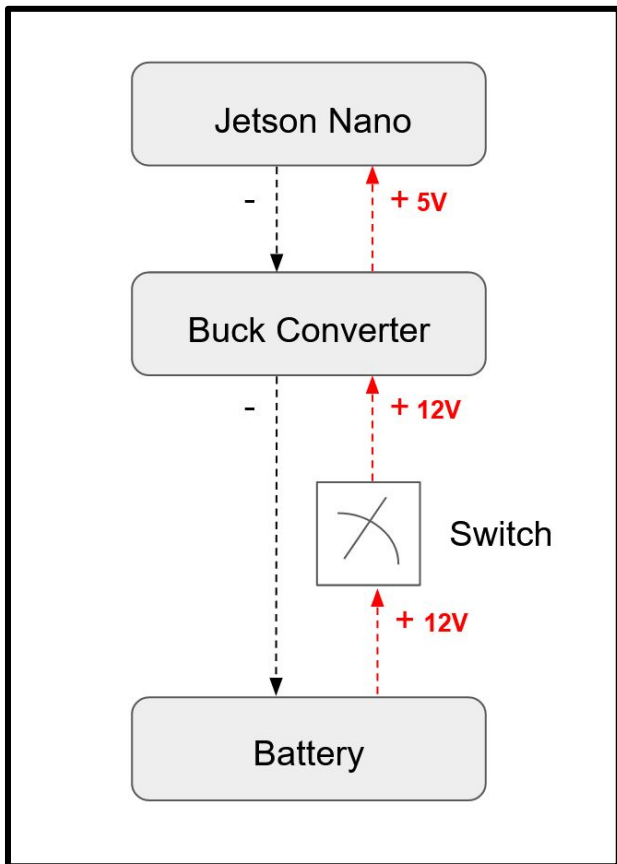 Jetson Nano
-
+ 5V
Buck Converter
-
+ 12V
Switch
+ 12V
Battery